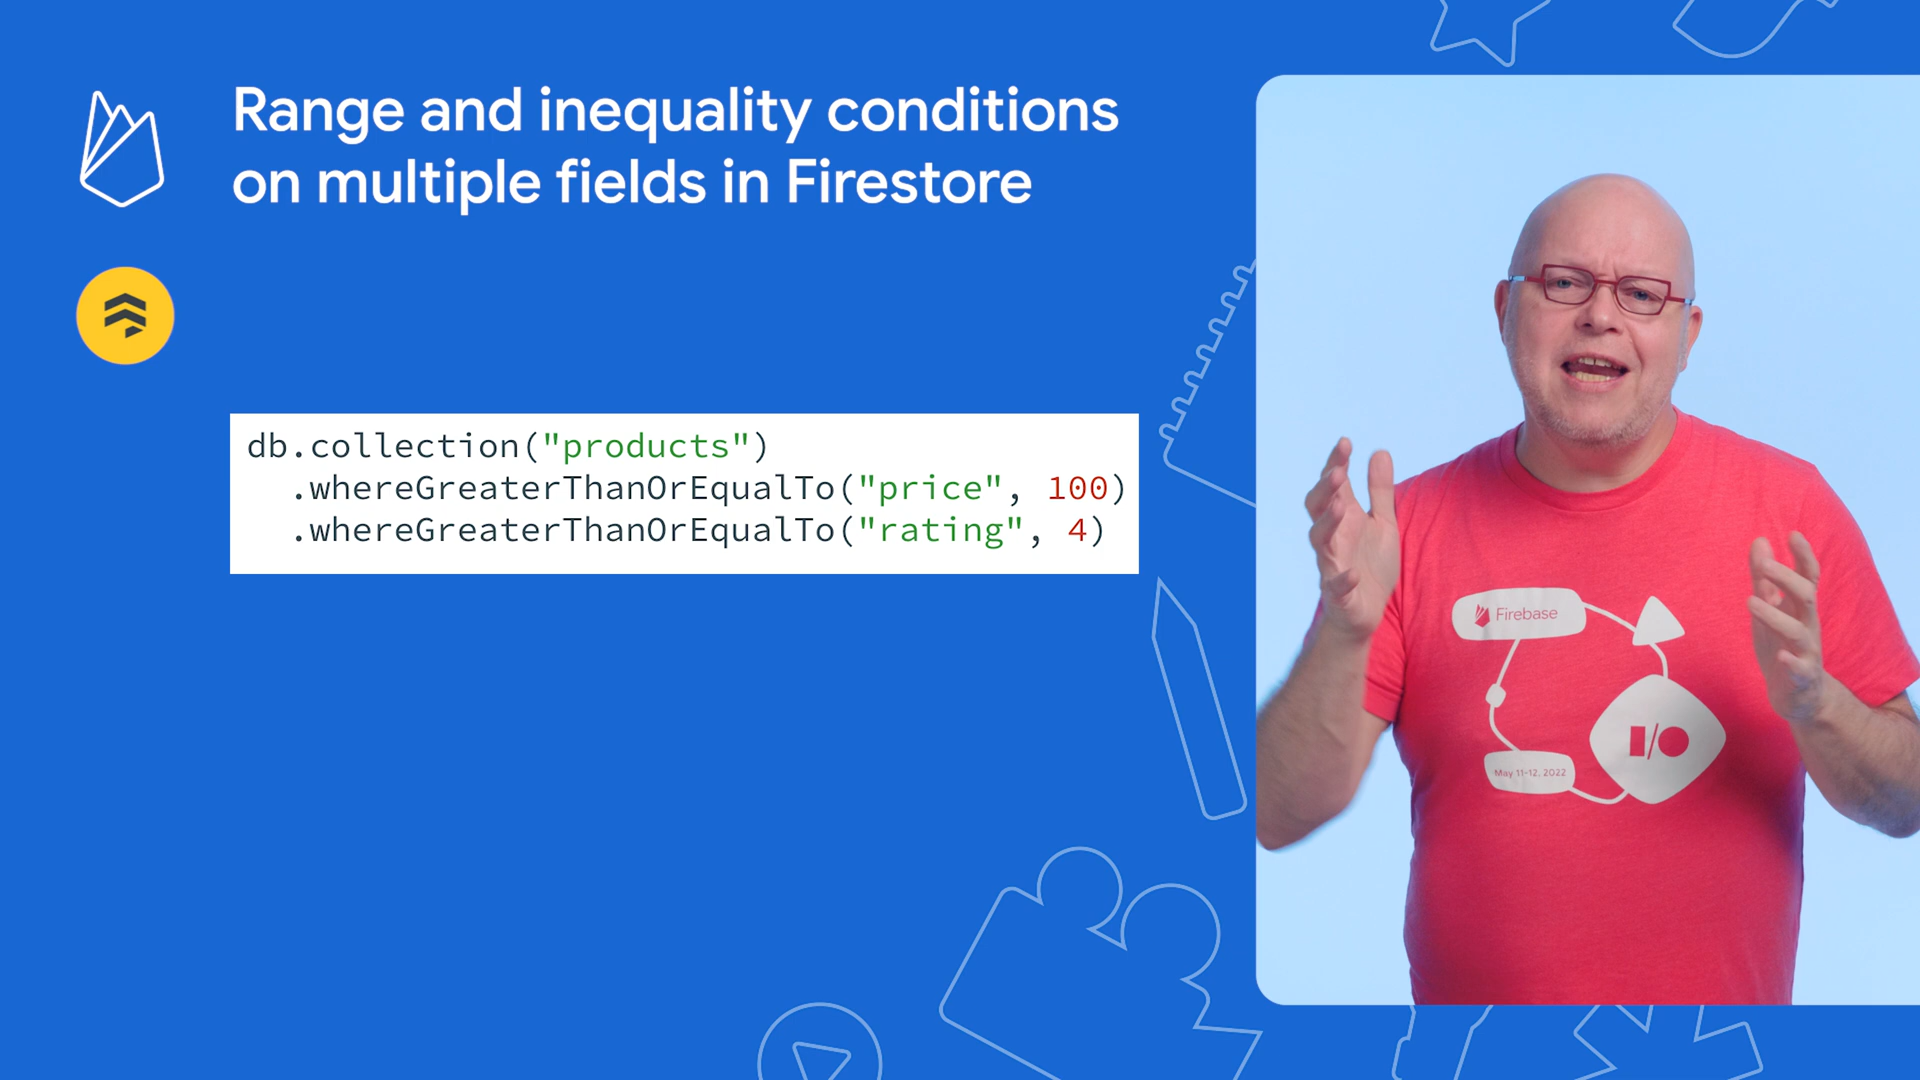 Range and inequality conditions
on multiple fields in Firestore
db.collection("products")
  .whereGreaterThanOrEqualTo("price", 100)
  .whereGreaterThanOrEqualTo("rating", 4)
Firebase
I/O
May 11-12, 2022